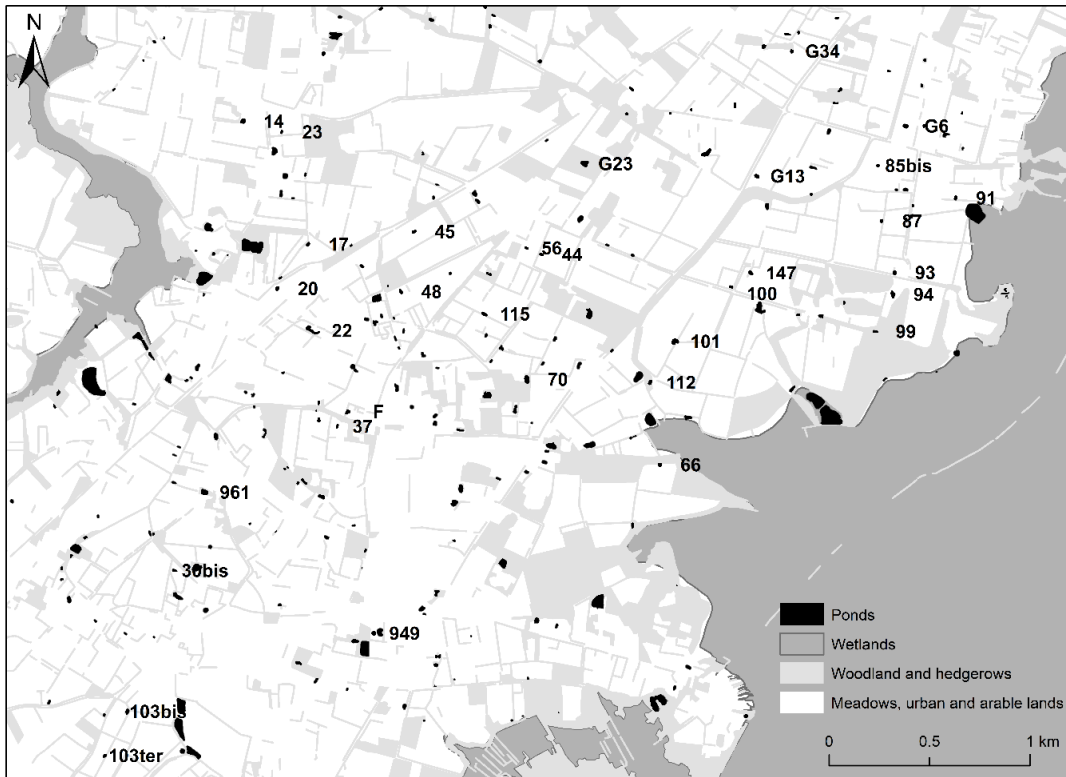 N
G34
14
23
G6
G23
85bis
G13
91
87
45
17
56
44
147
93
20
48
100
94
115
22
99
101
70
112
F
37
66
961
30bis
949
103bis
103ter
Ponds
Wetlands
Woodland and hedgerows
Meadows, urban and arable lands
0 0.5 1 km